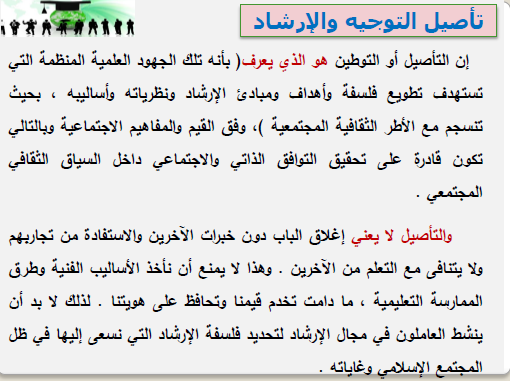 تأصيل التوجيه والإرشاد
إن التأصيل أو التوطين هو الذي يعرف( بأنه تلك الجهود العلمية المنظمة التي
تستهدف تطويع فلسفة وأهداف ومبادئ الإرشاد ونظرياته وأساليبه ، بحيث
تنسجم مع الأطر الثقافية المجتمعية )، وفق القيم والمفاهيم الاجتماعية وبالتالي
تكون قادرة على تحقيق التوافق الذاتي والاجتماعي داخل السياق الثقافي
المجتمعي .
والتأصيل لا يعني إغلاق الباب دون خبرات الآخرين والاستفادة من تجاربهم
ولا يتنافى مع التعلم من الآخرين . وهذا لا يمنع أن نأخذ الأساليب الفنية وطرق
الممارسة التعليمية ، ما دامت تخدم قيمنا وتحافظ على هويتنا . لذلك لا بد أن
ينشط العاملون في مجال الإرشاد لتحديد فلسفة الإرشاد التي نسعى إليها في ظل
المجتمع الإسلامي وغاياته .